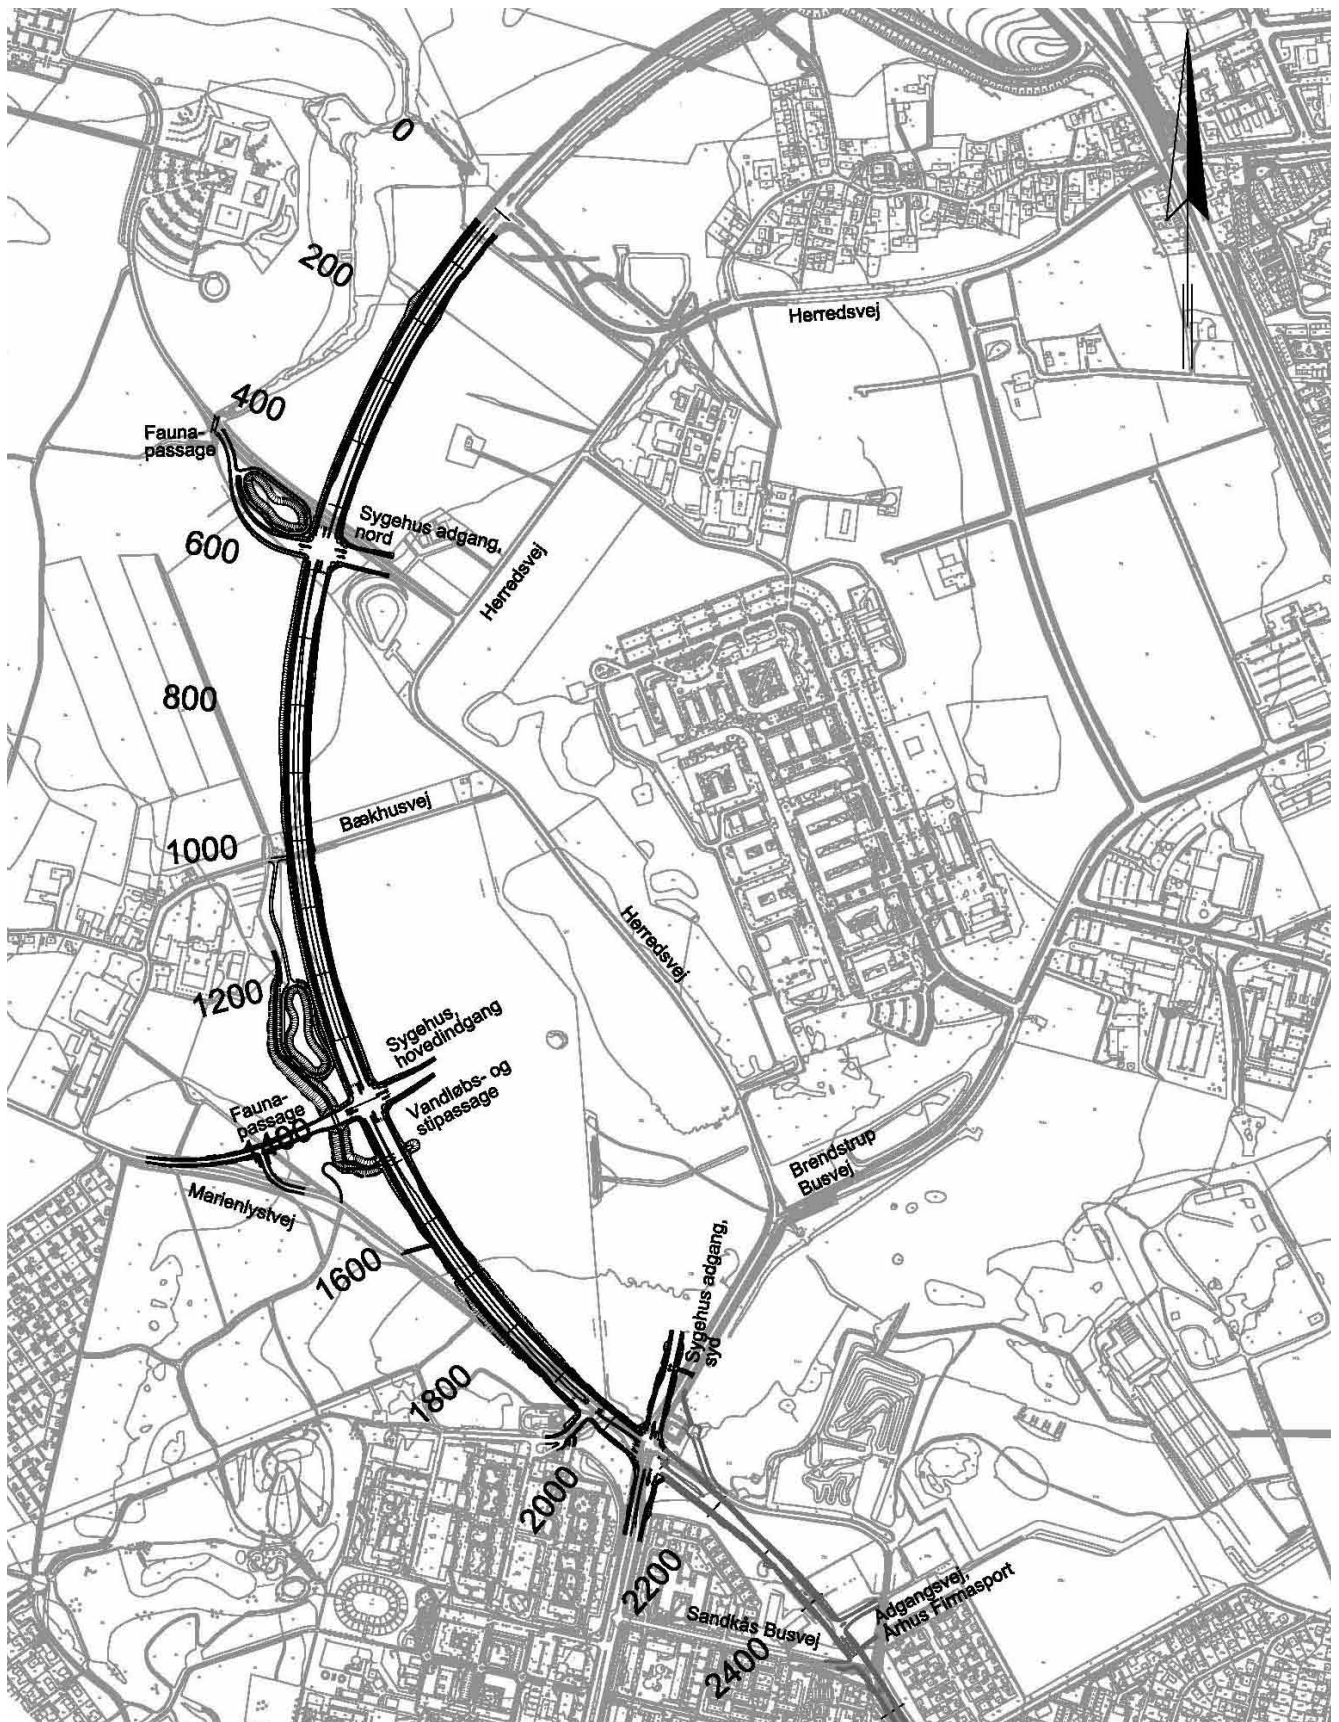 0
200
Herredsvej
400
Fauna-
passage
Sygehus adgang,
nord
600
Herredsvej
800
Bækhusvej
1000
Herredsvej
1200
Sygehus,
hovedindgang
Vandløbs- og
stipassage
Fauna-
passage
Brendstrup
Busvej
Marienlystvej
1600
Sygehus adgang,
syd
1800
2000
2200
Adgangsvej,
Århus Firmasport
Sandkås Busvej
2400